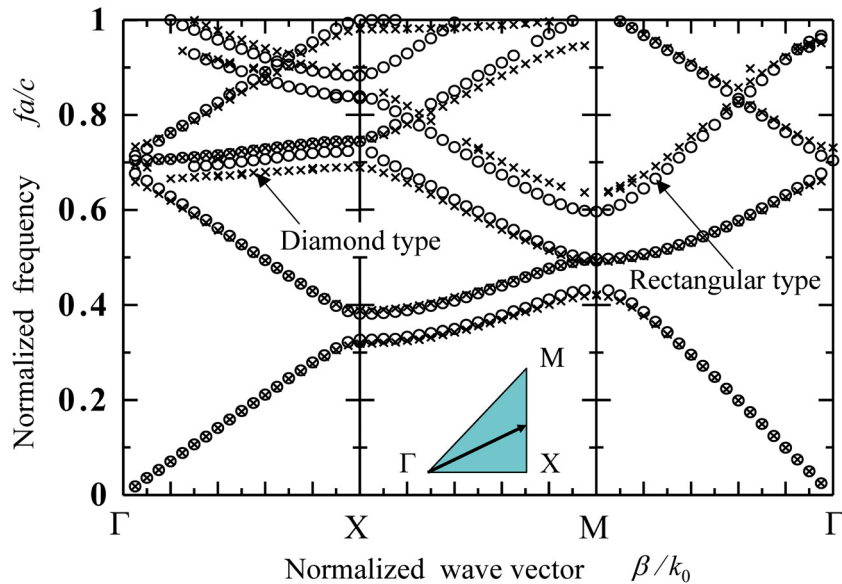 Normalized frequency fa/c
1
0.8
0.6
0.4
0.2
0
Diamond type
Rectangular type
M
Γ
X
Γ
X
M
Γ
Normalized wave vector β/k₀